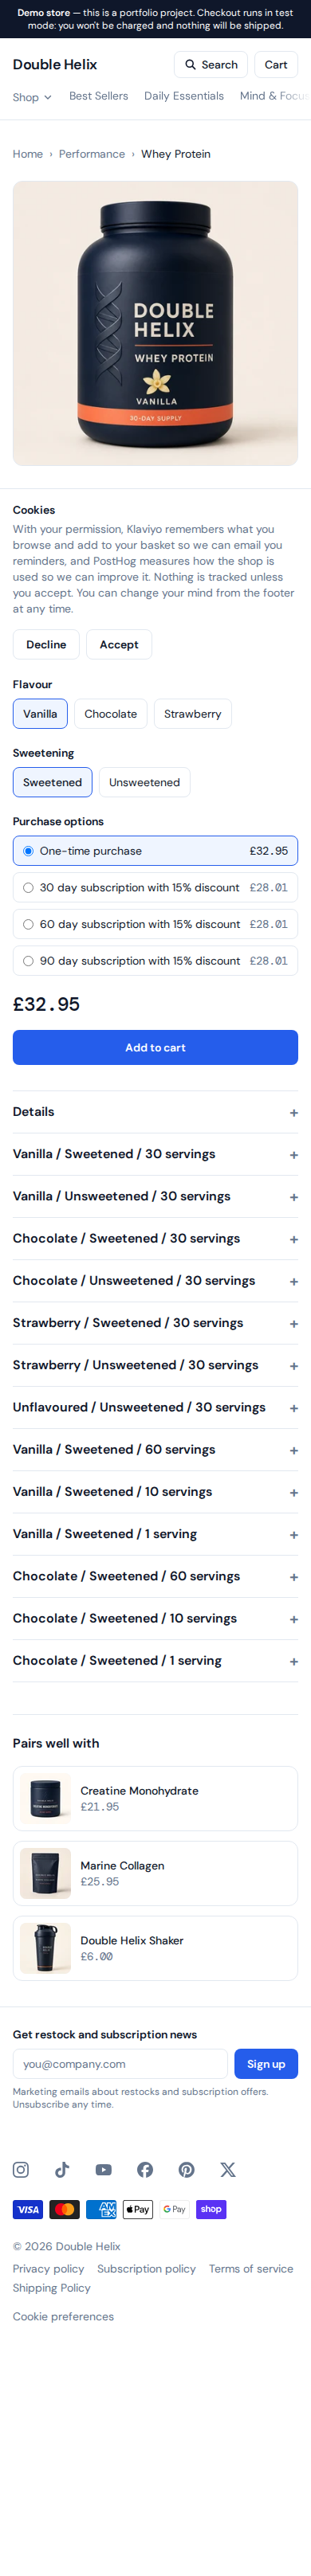 Demo store — this is a portfolio project. Checkout runs in test
mode: you won't be charged and nothing will be shipped.
Double Helix
Search
Cart
Shop
Best Sellers
Daily Essentials
Mind & Focus
Home › Performance › Whey Protein
DOUBLE
HELIX
WHEY PROTEIN
VANILLA
30-DAY SUPPLY
Cookies
With your permission, Klaviyo remembers what you
browse and add to your basket so we can email you
reminders, and PostHog measures how the shop is
used so we can improve it. Nothing is tracked unless
you accept. You can change your mind from the footer
at any time.
Decline
Accept
Flavour
Vanilla
Chocolate
Strawberry
Sweetening
Sweetened
Unsweetened
Purchase options
One-time purchase £32.95
30 day subscription with 15% discount £28.01
60 day subscription with 15% discount £28.01
90 day subscription with 15% discount £28.01
£32.95
Add to cart
Details +
Vanilla / Sweetened / 30 servings +
Vanilla / Unsweetened / 30 servings +
Chocolate / Sweetened / 30 servings +
Chocolate / Unsweetened / 30 servings +
Strawberry / Sweetened / 30 servings +
Strawberry / Unsweetened / 30 servings +
Unflavoured / Unsweetened / 30 servings +
Vanilla / Sweetened / 60 servings +
Vanilla / Sweetened / 10 servings +
Vanilla / Sweetened / 1 serving +
Chocolate / Sweetened / 60 servings +
Chocolate / Sweetened / 10 servings +
Chocolate / Sweetened / 1 serving +
Pairs well with
Creatine Monohydrate
£21.95
Marine Collagen
£25.95
Double Helix Shaker
£6.00
Get restock and subscription news
you@company.com
Sign up
Marketing emails about restocks and subscription offers.
Unsubscribe any time.
VISA
AMEX
Pay
G Pay
shop
© 2026 Double Helix
Privacy policy
Subscription policy
Terms of service
Shipping Policy
Cookie preferences